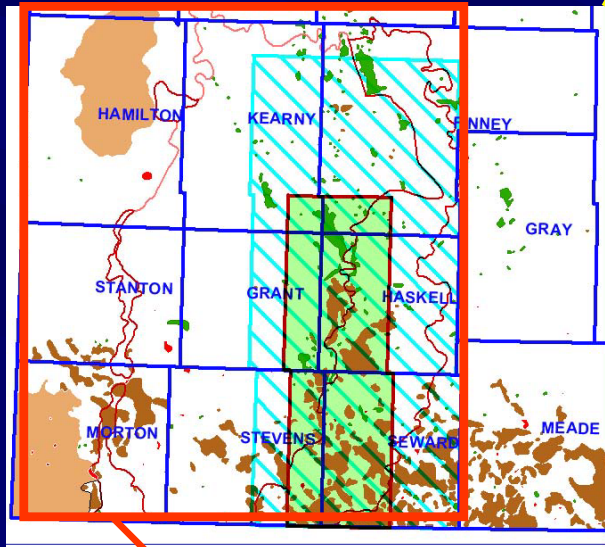 HAMILTON
KEARNY
FINNEY
GRAY
STANTON
GRANT
HASKELL
MORTON
STEVENS
SEWARD
MEADE